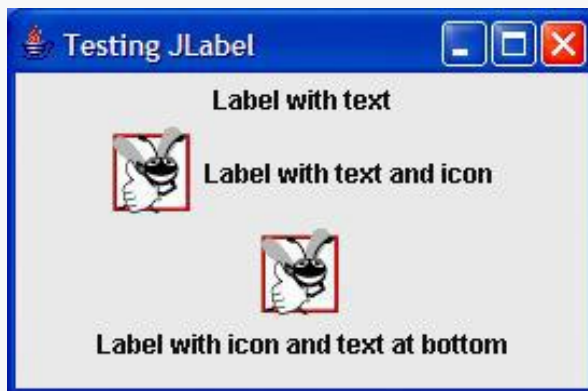 Testing JLabel
Label with text
Label with text and icon
Label with icon and text at bottom